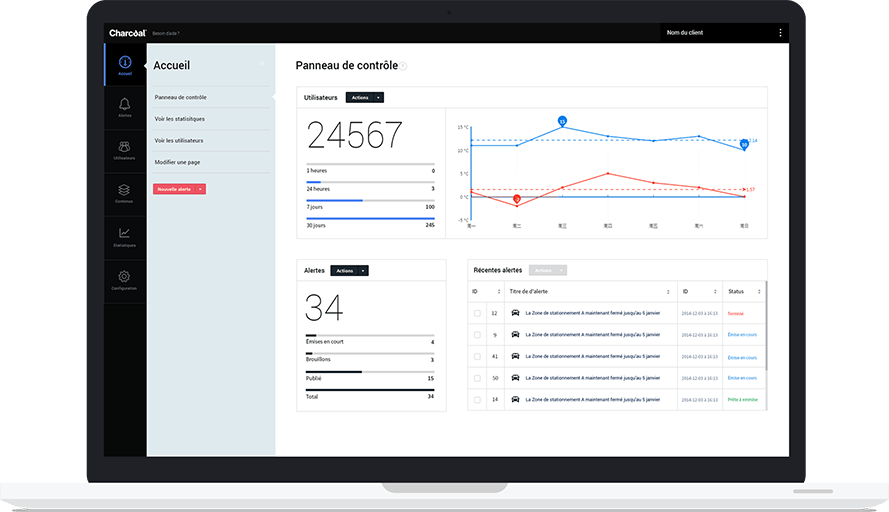 Charcoal
Besoin d'aide ?
Nom du client
Accueil
Alertes
Utilisateurs
Contenus
Statistiques
Configuration
Accueil
Panneau de contrôle
Voir les statisitques
Voir les utilisateurs
Modifier une page
Nouvelle alerte
Panneau de contrôle
Utilisateurs
Actions
24567
1 heures 0
24 heures 3
7 jours 100
30 jours 245
15 °C
10 °C
5 °C
0 °C
-5 °C
周一 周二 周三 周四 周五 周六 周日
Alertes
Actions
34
Émises en court 4
Brouillions 3
Publié 15
Total 34
Récentes alertes
Actions
ID Titre de d'alerte ID Status
12 La Zone de stationnement A maintenant fermé jusqu'au 5 janvier 2014-12-03 à 16:13 Terminé
9 La Zone de stationnement A maintenant fermé jusqu'au 5 janvier 2014-12-03 à 16:13 Émise en cours
41 La Zone de stationnement A maintenant fermé jusqu'au 5 janvier 2014-12-03 à 16:13 Émise en cours
50 La Zone de stationnement A maintenant fermé jusqu'au 5 janvier 2014-12-03 à 16:13 Émise en cours
14 La Zone de stationnement A maintenant fermé jusqu'au 5 janvier 2014-12-03 à 16:13 Prête à emmise